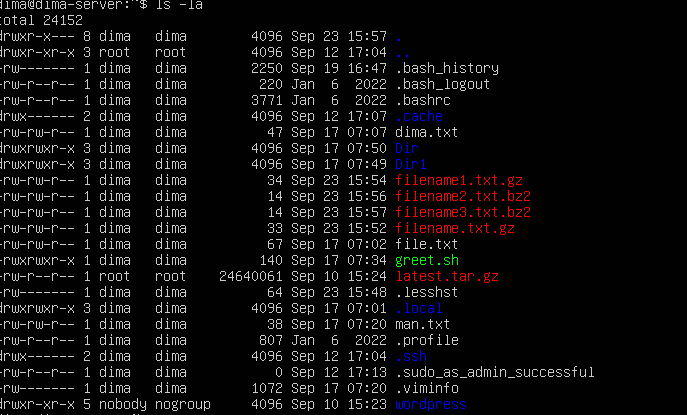 dima@dima-server:~$ ls -la
total 24152
drwxr-x--- 8 dima   dima       4096 Sep 23 15:57 .
drwxr-xr-x 3 root   root       4096 Sep 12 17:04 ..
-rw------- 1 dima   dima       2250 Sep 19 16:47 .bash_history
-rw-r--r-- 1 dima   dima        220 Jan  6  2022 .bash_logout
-rw-r--r-- 1 dima   dima       3771 Jan  6  2022 .bashrc
drwx------ 2 dima   dima       4096 Sep 12 17:07 .cache
-rw-rw-r-- 1 dima   dima         47 Sep 17 07:07 dima.txt
drwxrwxr-x 3 dima   dima       4096 Sep 17 07:50 Dir
drwxrwxr-x 3 dima   dima       4096 Sep 17 07:49 Dir1
-rw-rw-r-- 1 dima   dima         34 Sep 23 15:54 filename1.txt.gz
-rw-rw-r-- 1 dima   dima         14 Sep 23 15:56 filename2.txt.bz2
-rw-rw-r-- 1 dima   dima         14 Sep 23 15:57 filename3.txt.bz2
-rw-rw-r-- 1 dima   dima         33 Sep 23 15:52 filename.txt.gz
-rw-rw-r-- 1 dima   dima         67 Sep 17 07:02 file.txt
-rwxrwxr-x 1 dima   dima        140 Sep 17 07:34 greet.sh
-rw-r--r-- 1 root   root   24640061 Sep 10 15:24 latest.tar.gz
-rw------- 1 dima   dima         64 Sep 23 15:48 .lesshst
drwxrwxr-x 3 dima   dima       4096 Sep 17 07:01 .local
-rw-rw-r-- 1 dima   dima         38 Sep 17 07:20 man.txt
-rw-r--r-- 1 dima   dima        807 Jan  6  2022 .profile
drwx------ 2 dima   dima       4096 Sep 12 17:04 .ssh
-rw-r--r-- 1 dima   dima          0 Sep 12 17:13 .sudo_as_admin_successful
-rw------- 1 dima   dima       1072 Sep 17 07:20 .viminfo
drwxr-xr-x 5 nobody nogroup    4096 Sep 10 15:23 wordpress